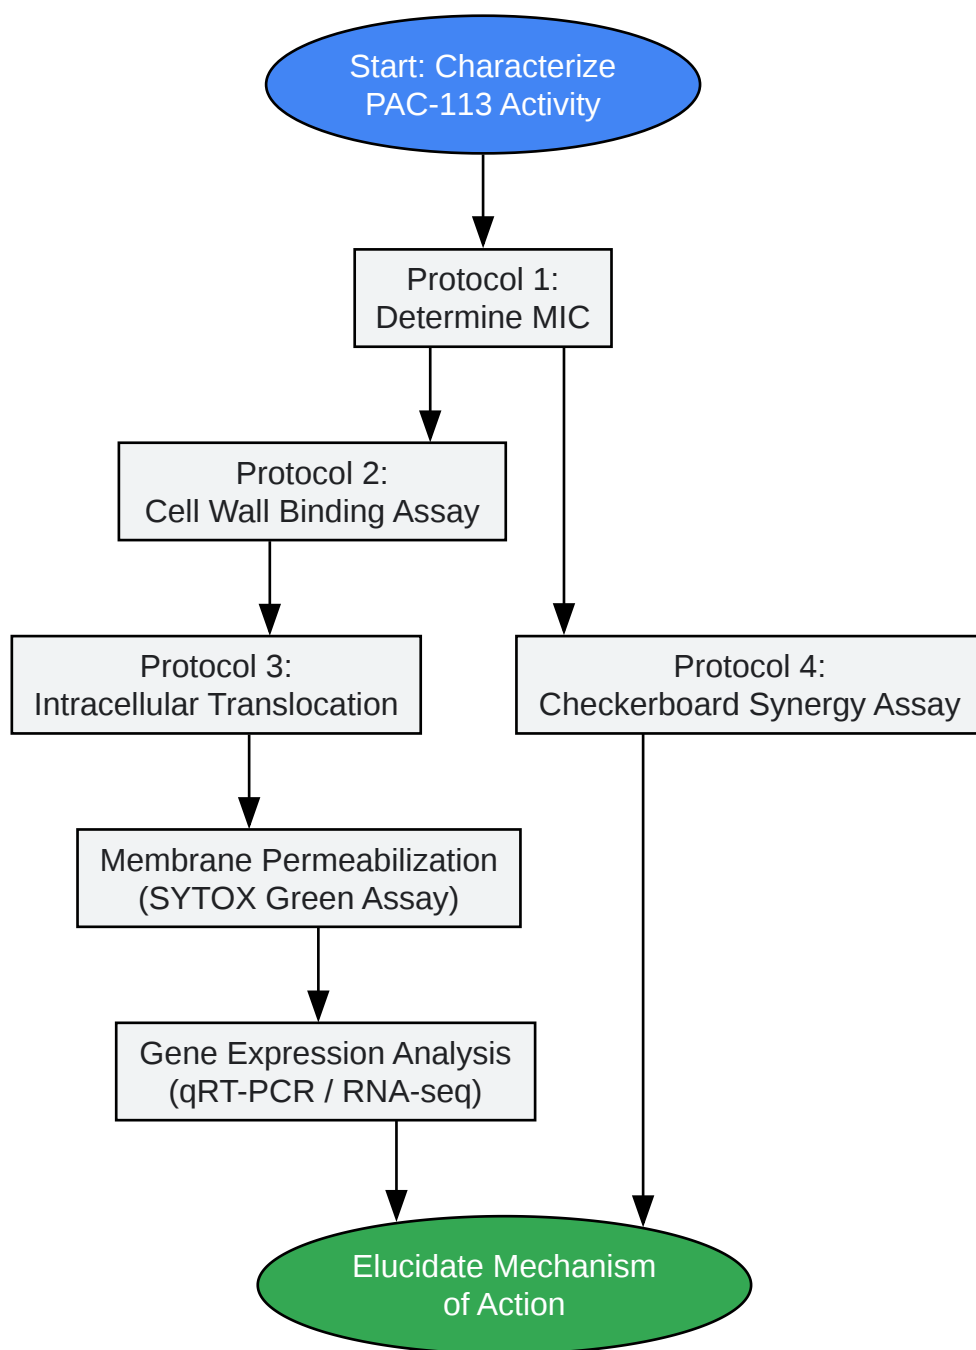 Start: Characterize
PAC-113 Activity
Protocol 1:
Determine MIC
Protocol 2:
Cell Wall Binding Assay
Protocol 3:
Intracellular Translocation
Protocol 4:
Checkerboard Synergy Assay
Membrane Permeabilization
(SYTOX Green Assay)
Gene Expression Analysis
(qRT-PCR / RNA-seq)
Elucidate Mechanism
of Action